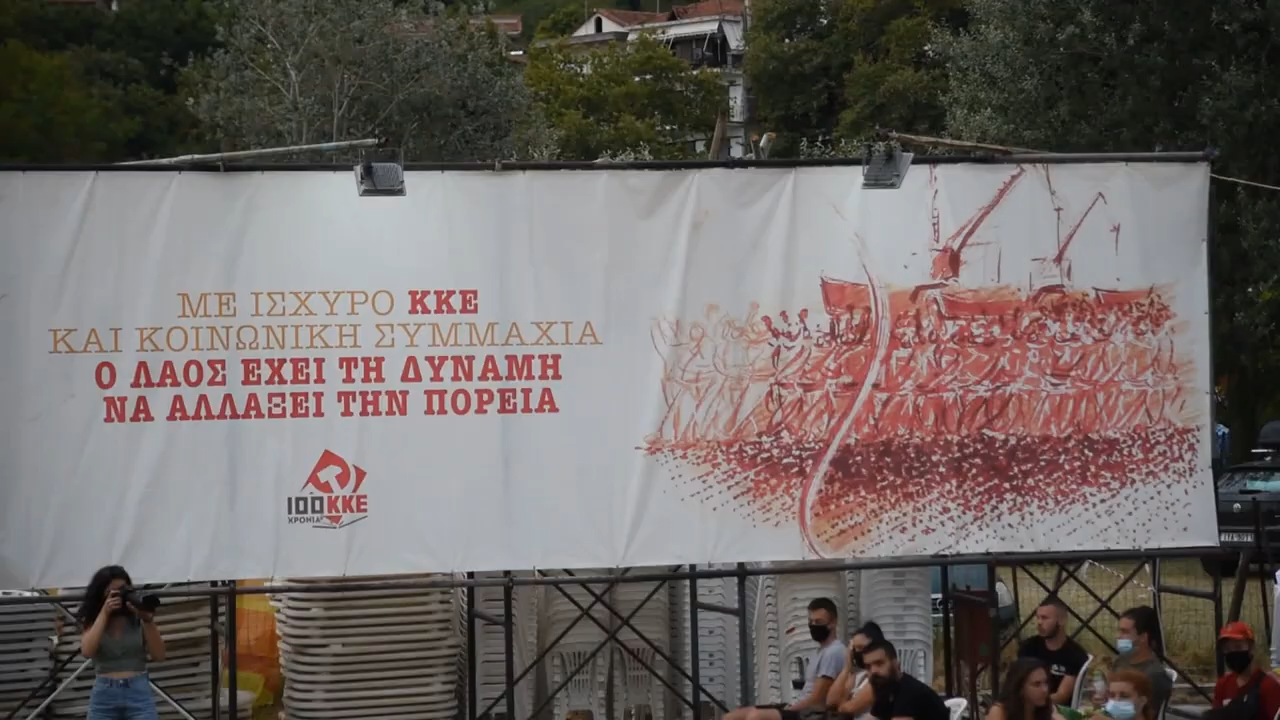 ΜΕ ΙΣΧΥΡΟ ΚΚΕ
ΚΑΙ ΚΟΙΝΩΝΙΚΗ ΣΥΜΜΑΧΙΑ
Ο ΛΑΟΣ ΕΧΕΙ ΤΗ ΔΥΝΑΜΗ
ΝΑ ΑΛΛΑΞΕΙ ΤΗΝ ΠΟΡΕΙΑ
100 ΚΚΕ
ΧΡΟΝΙΑ